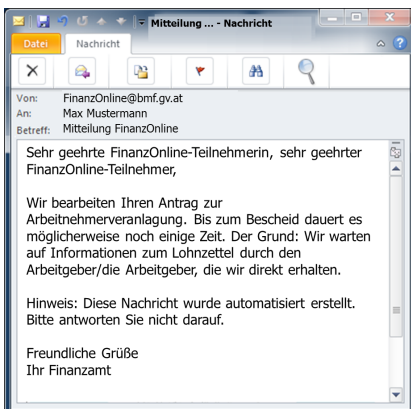 Mitteilung ... - Nachricht
Datei Nachricht
Von: FinanzOnline@bmf.gv.at
An: Max Mustermann
Betreff: Mitteilung FinanzOnline
Sehr geehrte FinanzOnline-Teilnehmerin, sehr geehrter
FinanzOnline-Teilnehmer,
Wir bearbeiten Ihren Antrag zur
Arbeitnehmerveranlagung. Bis zum Bescheid dauert es
möglicherweise noch einige Zeit. Der Grund: Wir warten
auf Informationen zum Lohnzettel durch den
Arbeitgeber/die Arbeitgeber, die wir direkt erhalten.
Hinweis: Diese Nachricht wurde automatisiert erstellt.
Bitte antworten Sie nicht darauf.
Freundliche Grüße
Ihr Finanzamt